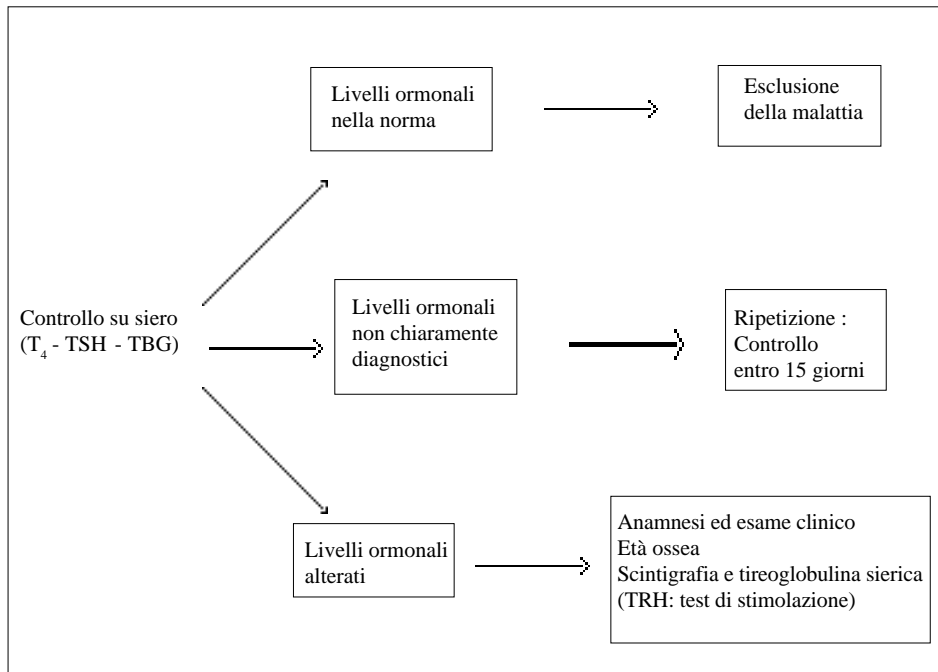 Livelli ormonali
nella norma
Esclusione
della malattia
Controllo su siero
(T₄ - TSH - TBG)
Livelli ormonali
non chiaramente
diagnostici
Ripetizione :
Controllo
entro 15 giorni
Livelli ormonali
alterati
Anamnesi ed esame clinico
Età ossea
Scintigrafia e tireoglobulina sierica
(TRH: test di stimolazione)